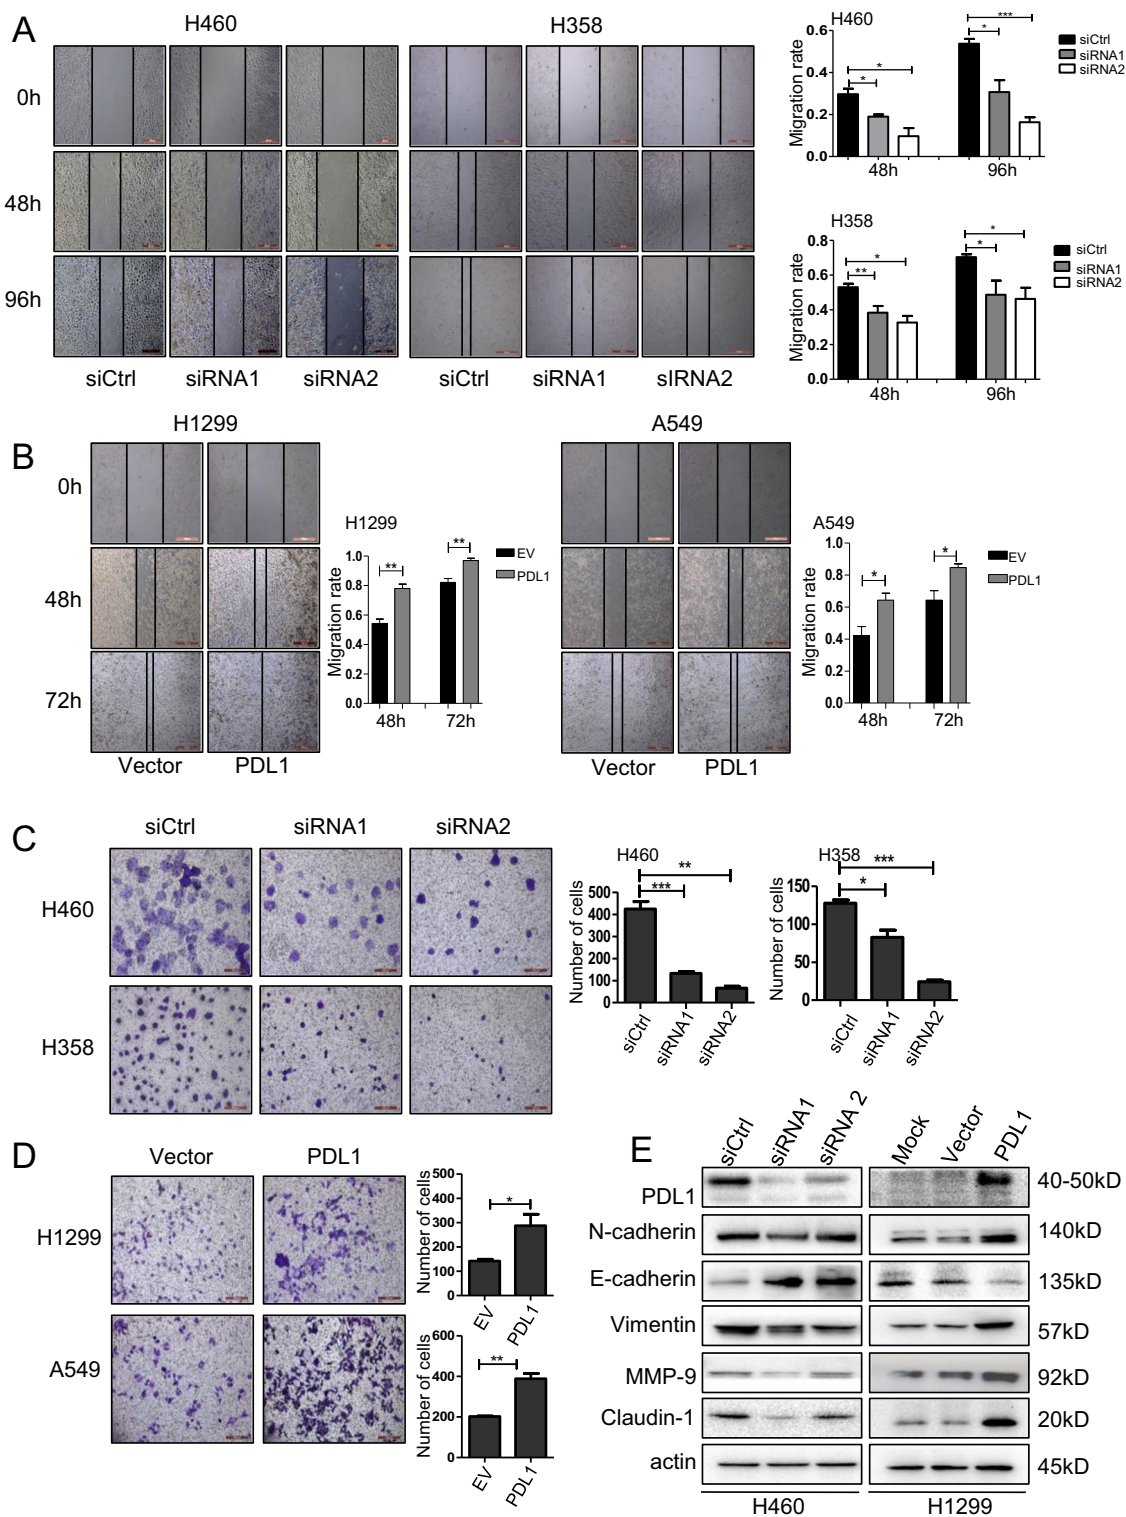 A
H460
H358
0h
48h
96h
siCtrl
siRNA1
siRNA2
siCtrl
siRNA1
sIRNA2
H460
Migration rate
0.6
0.4
0.2
0.0
***
*
*
*
48h
96h
siCtrl
siRNA1
siRNA2
H358
Migration rate
0.8
0.6
0.4
0.2
0.0
*
*
*
**
48h
96h
siCtrl
siRNA1
siRNA2
B
H1299
0h
48h
72h
Vector
PDL1
H1299
Migration rate
1.0
0.8
0.6
0.4
0.2
0.0
**
**
48h
72h
EV
PDL1
A549
Vector
PDL1
A549
Migration rate
1.0
0.8
0.6
0.4
0.2
0.0
*
*
48h
72h
EV
PDL1
C
siCtrl
siRNA1
siRNA2
H460
H358
H460
Number of cells
500
400
300
200
100
0
**
***
siCtrl
siRNA1
siRNA2
H358
Number of cells
150
100
50
0
***
*
siCtrl
siRNA1
siRNA2
D
Vector
PDL1
H1299
A549
Number of cells
500
400
300
200
100
0
*
EV
PDL1
Number of cells
600
400
200
0
**
EV
PDL1
E
siCtrl
siRNA1
siRNA 2
Mock
Vector
PDL1
PDL1
40-50kD
N-cadherin
140kD
E-cadherin
135kD
Vimentin
57kD
MMP-9
92kD
Claudin-1
20kD
actin
45kD
H460
H1299